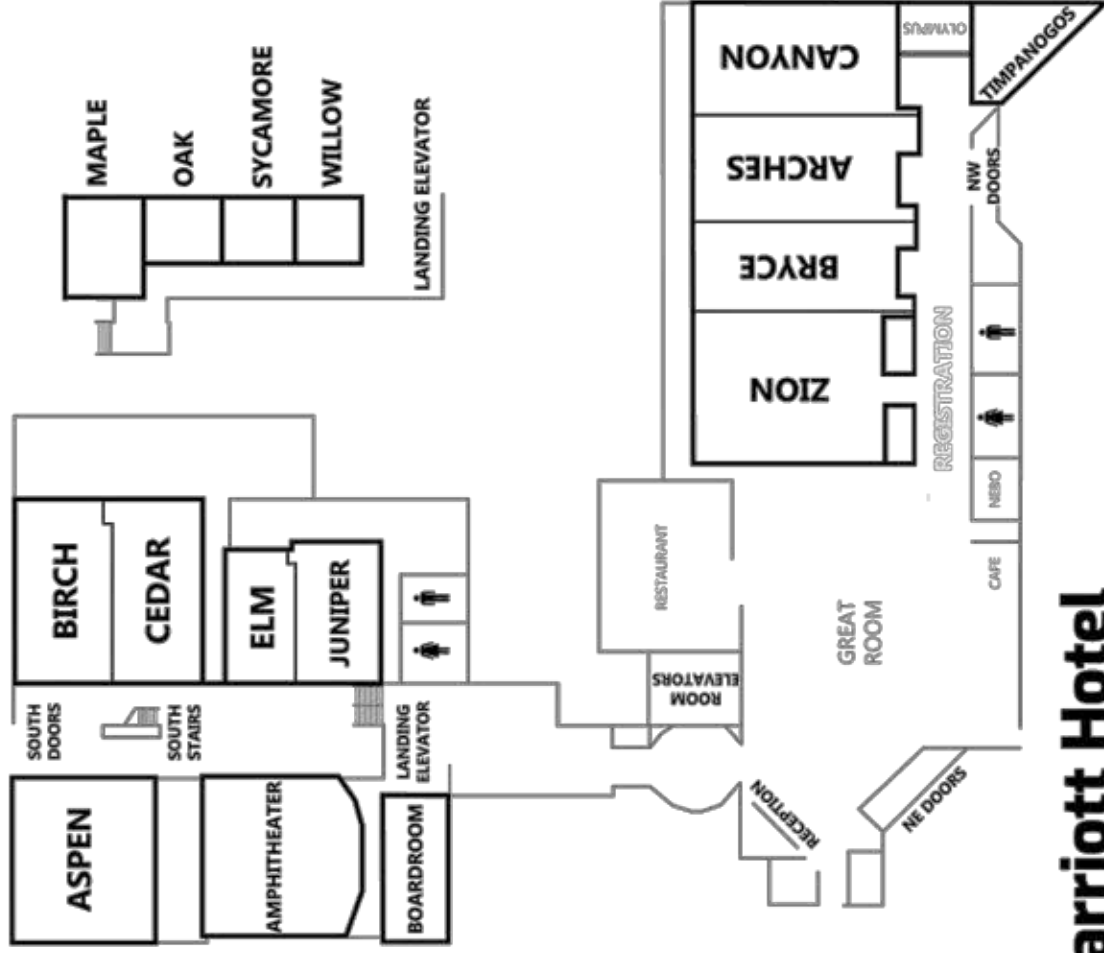 MAPLE
OAK
SYCAMORE
WILLOW
LANDING ELEVATOR
CANYON
OLYMPUS
TIMPANOGOS
ARCHES
NW
DOORS
BRYCE
ZION
REGISTRATION
NEBO
CAFE
BIRCH
CEDAR
ELM
JUNIPER
RESTAURANT
ROOM
ELEVATORS
GREAT
ROOM
SOUTH
DOORS
SOUTH
STAIRS
LANDING
ELEVATOR
ASPEN
AMPHITHEATER
BOARDROOM
RECEPTION
NE DOORS
arriott Hotel